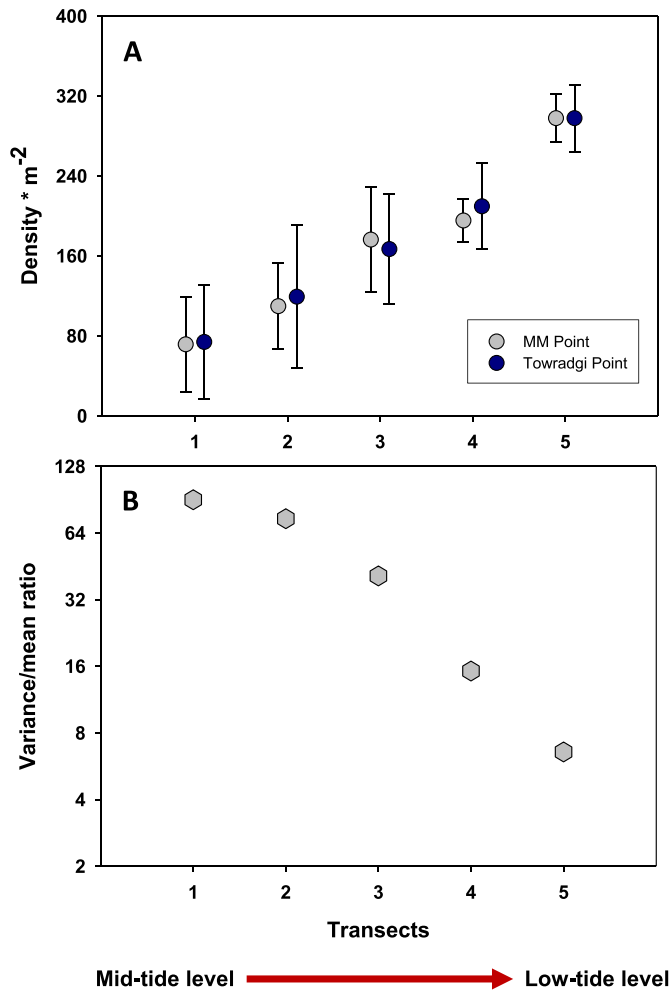 A
Density * m-2
400
320
240
160
80
0
MM Point
Towradgi Point
1 2 3 4 5
B
Variance/mean ratio
128
64
32
16
8
4
2
1 2 3 4 5
Transects
Mid-tide level Low-tide level